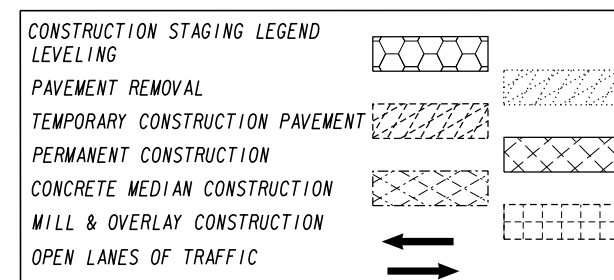 CONSTRUCTION STAGING LEGEND
LEVELING
PAVEMENT REMOVAL
TEMPORARY CONSTRUCTION PAVEMENT
PERMANENT CONSTRUCTION
CONCRETE MEDIAN CONSTRUCTION
MILL & OVERLAY CONSTRUCTION
OPEN LANES OF TRAFFIC